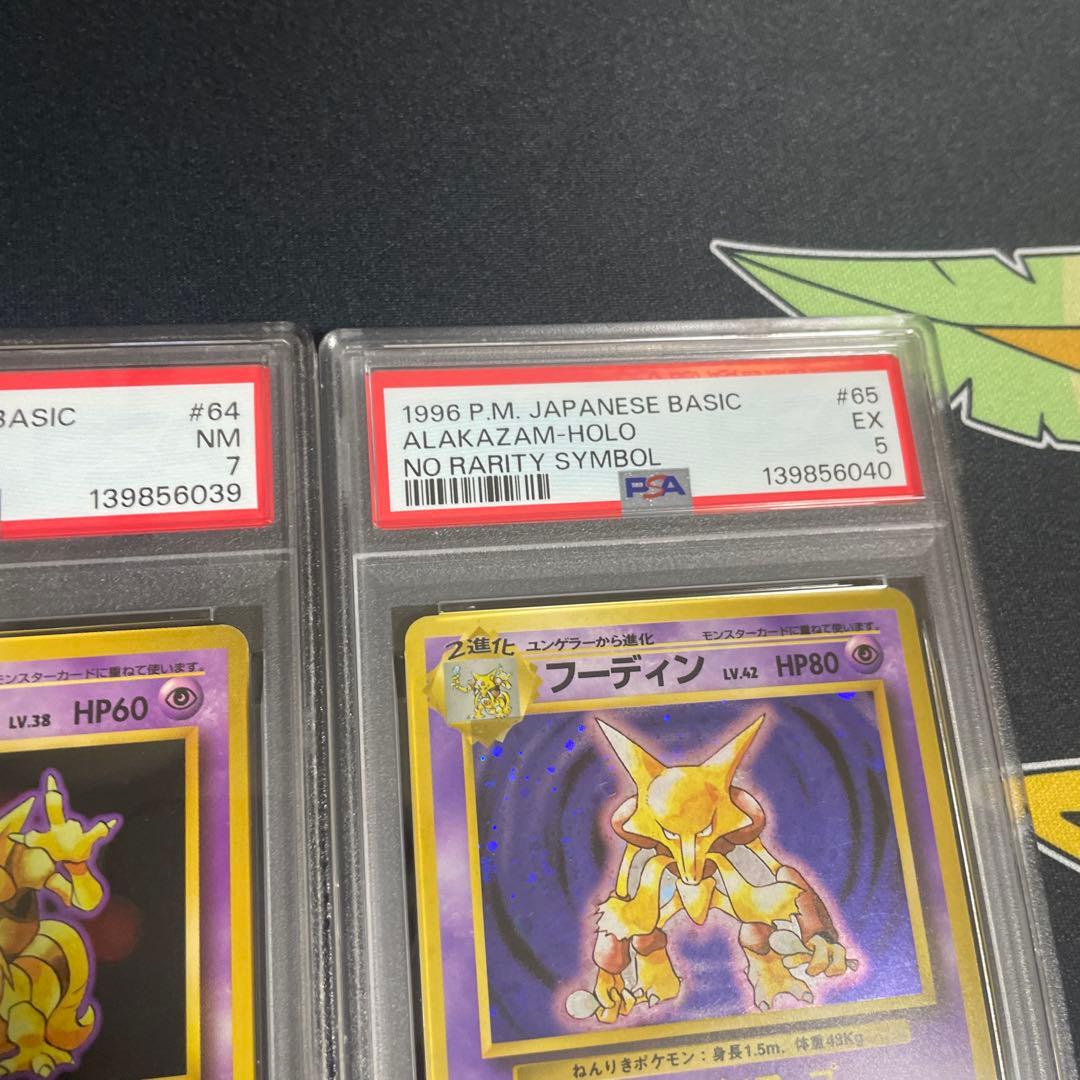 BASIC
#64
NM
7
139856039
モンスターカードに重ねて使います。
LV.38 HP60
1996 P.M. JAPANESE BASIC #65
ALAKAZAM-HOLO EX
NO RARITY SYMBOL 5
PSA 139856040
2進化 ユンゲラーから進化 モンスターカードに重ねて使います。
フーディン LV.42 HP80
ねんりきポケモン：身長1.5m. 体重49Kg